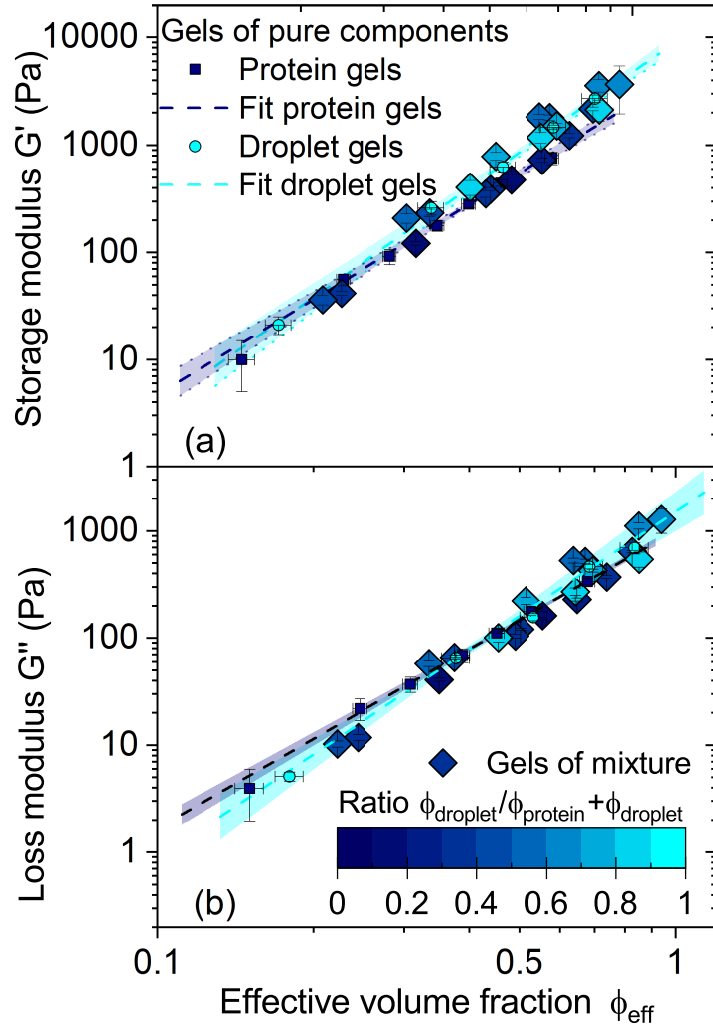 10000
1000
100
10
1
Storage modulus G' (Pa)
Gels of pure components
Protein gels
Fit protein gels
Droplet gels
Fit droplet gels
(a)
1000
100
10
1
Loss modulus G'' (Pa)
Gels of mixture
Ratio ϕdroplet/ϕprotein+ϕdroplet
0 0.2 0.4 0.6 0.8 1
(b)
0.1 0.5 1
Effective volume fraction ϕeff